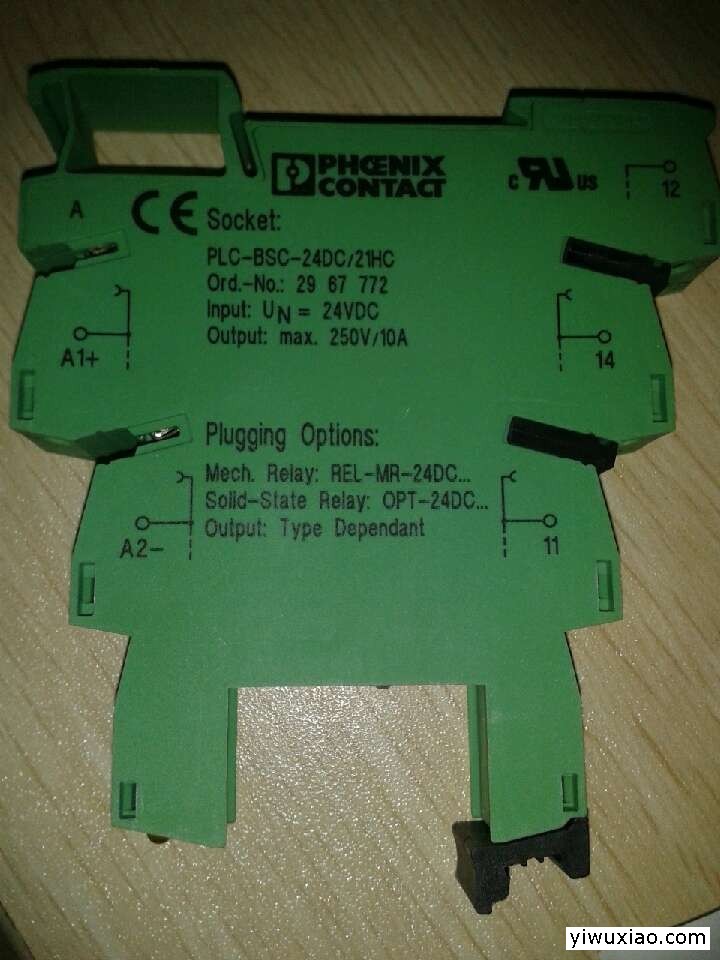 PHŒNIX
CONTACT
c RU US
12
A
CE
Socket:
PLC-BSC-24DC/21HC
Ord.-No.: 29 67 772
Input: UN = 24VDC
Output: max. 250V/10A
A1+
14
Plugging Options:
Mech. Relay: REL-MR-24DC...
Solid-State Relay: OPT-24DC...
Output: Type Dependant
A2-
11
yiwuxiao.com